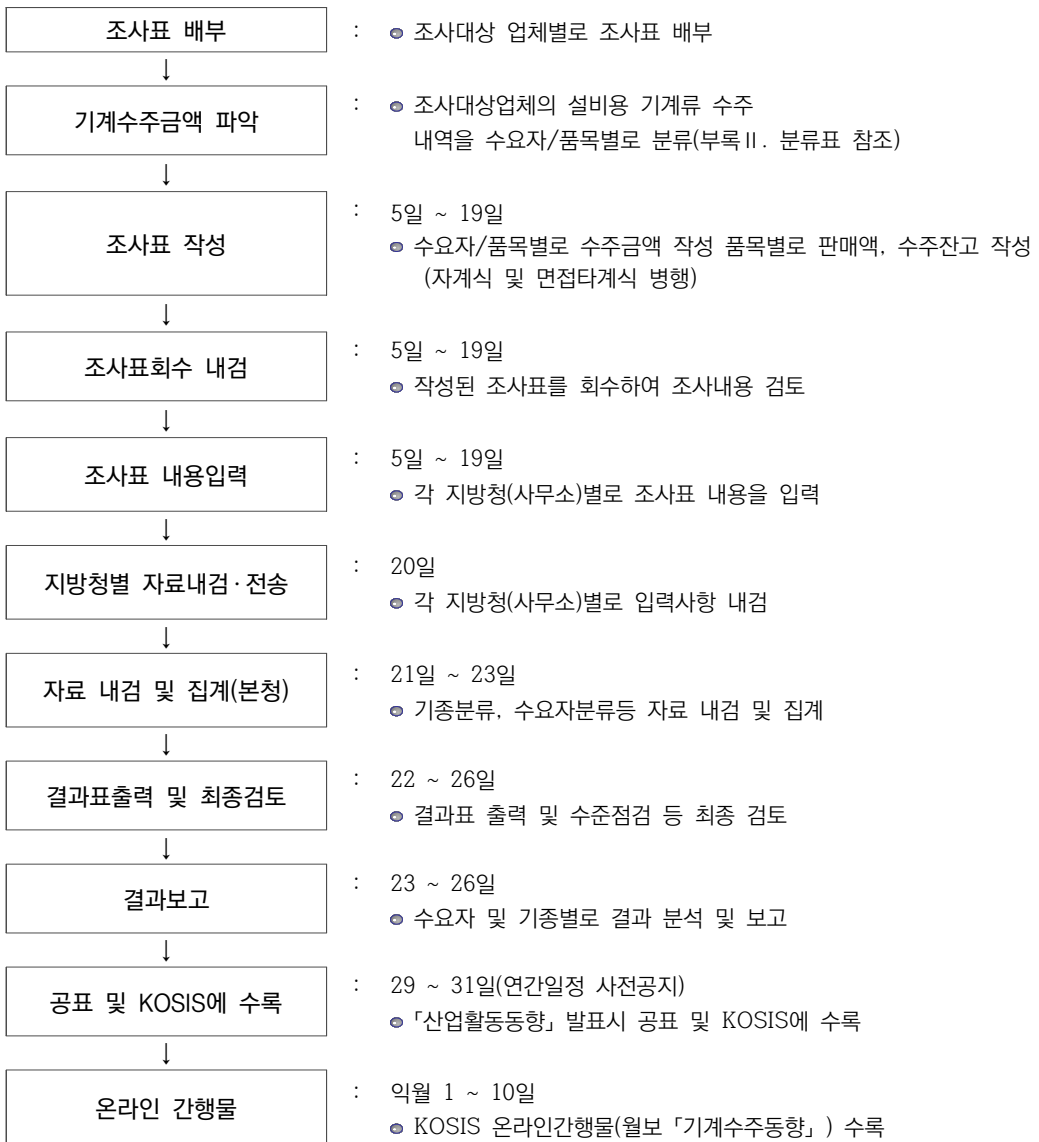 조사표 배부 : 조사대상 업체별로 조사표 배부
↓
기계수주금액 파악 : 조사대상업체의 설비용 기계류 수주
내역을 수요자/품목별로 분류(부록Ⅱ. 분류표 참조)
↓
조사표 작성 : 5일 ~ 19일
수요자/품목별로 수주금액 작성 품목별로 판매액, 수주잔고 작성
(자계식 및 면접타계식 병행)
↓
조사표회수 내검 : 5일 ~ 19일
작성된 조사표를 회수하여 조사내용 검토
↓
조사표 내용입력 : 5일 ~ 19일
각 지방청(사무소)별로 조사표 내용을 입력
↓
지방청별 자료내검·전송 : 20일
각 지방청(사무소)별로 입력사항 내검
↓
자료 내검 및 집계(본청) : 21일 ~ 23일
기종분류, 수요자분류등 자료 내검 및 집계
↓
결과표출력 및 최종검토 : 22 ~ 26일
결과표 출력 및 수준점검 등 최종 검토
↓
결과보고 : 23 ~ 26일
수요자 및 기종별로 결과 분석 및 보고
↓
공표 및 KOSIS에 수록 : 29 ~ 31일(연간일정 사전공지)
「산업활동동향」 발표시 공표 및 KOSIS에 수록
↓
온라인 간행물 : 익월 1 ~ 10일
KOSIS 온라인간행물(월보 「기계수주동향」) 수록